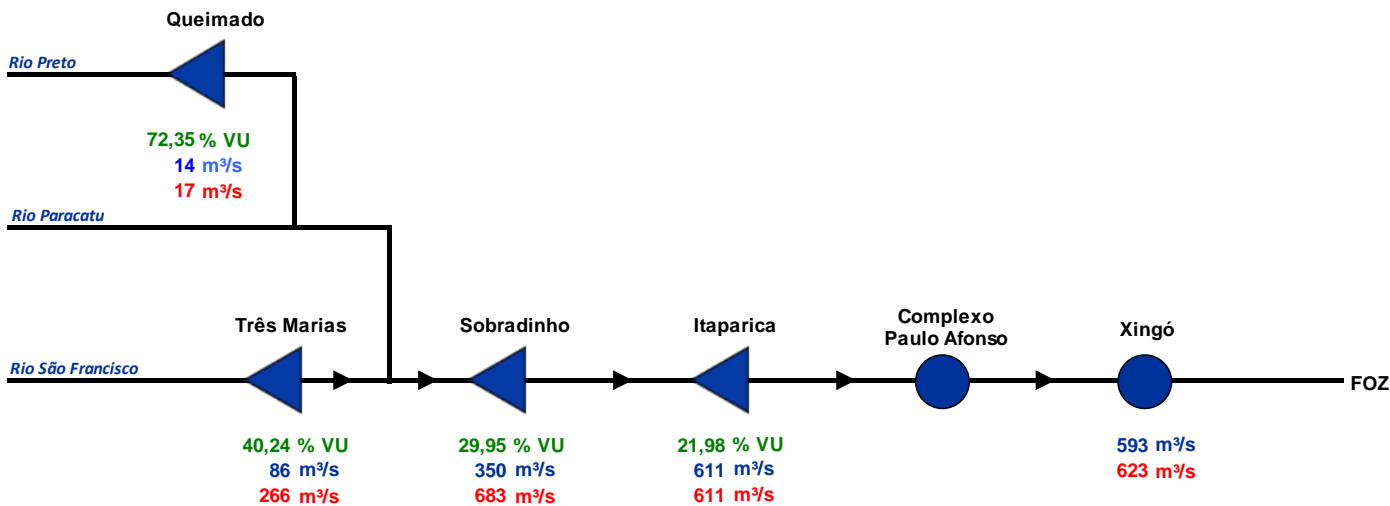 Queimado
Rio Preto
72,35 % VU
14 m³/s
17 m³/s
Rio Paracatu
Três Marias
Sobradinho
Itaparica
Complexo
Paulo Afonso
Xingó
Rio São Francisco
FOZ
40,24 % VU
86 m³/s
266 m³/s
29,95 % VU
350 m³/s
683 m³/s
21,98 % VU
611 m³/s
611 m³/s
593 m³/s
623 m³/s